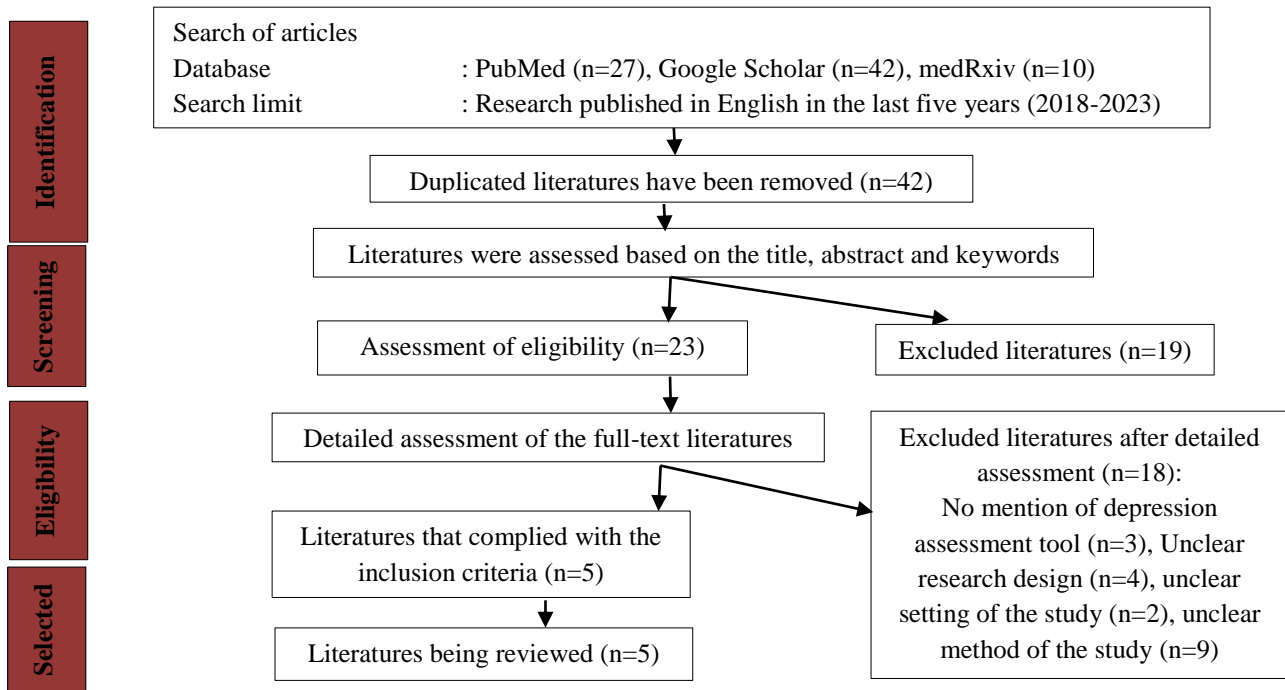 Identification
Search of articles
Database : PubMed (n=27), Google Scholar (n=42), medRxiv (n=10)
Search limit : Research published in English in the last five years (2018-2023)
Duplicated literatures have been removed (n=42)
Literatures were assessed based on the title, abstract and keywords
Screening
Assessment of eligibility (n=23)
Excluded literatures (n=19)
Eligibility
Detailed assessment of the full-text literatures
Excluded literatures after detailed
assessment (n=18):
No mention of depression
assessment tool (n=3), Unclear
research design (n=4), unclear
setting of the study (n=2), unclear
method of the study (n=9)
Literatures that complied with the
inclusion criteria (n=5)
Selected
Literatures being reviewed (n=5)